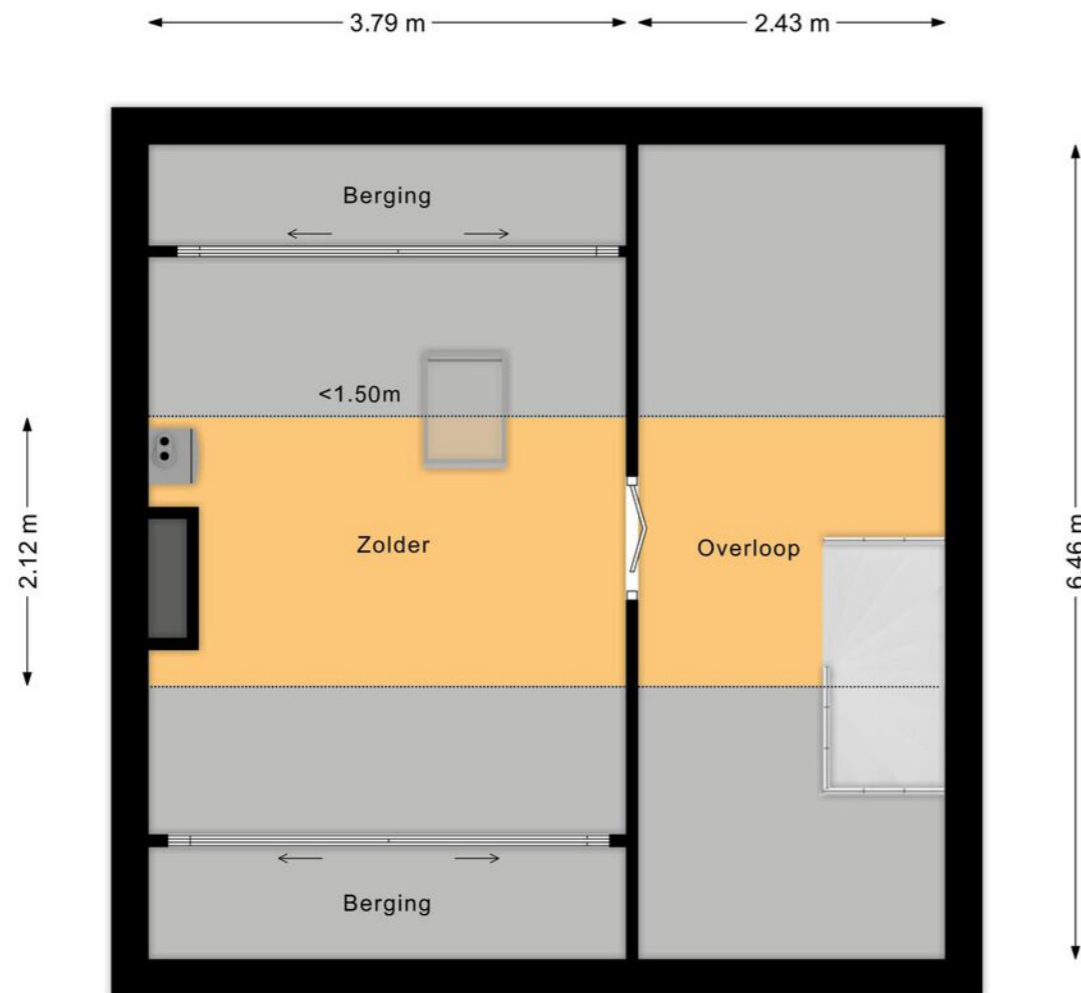 3.79 m
2.43 m
Berging
<1.50m
2.12 m
6.46 m
Zolder
Overloop
Berging